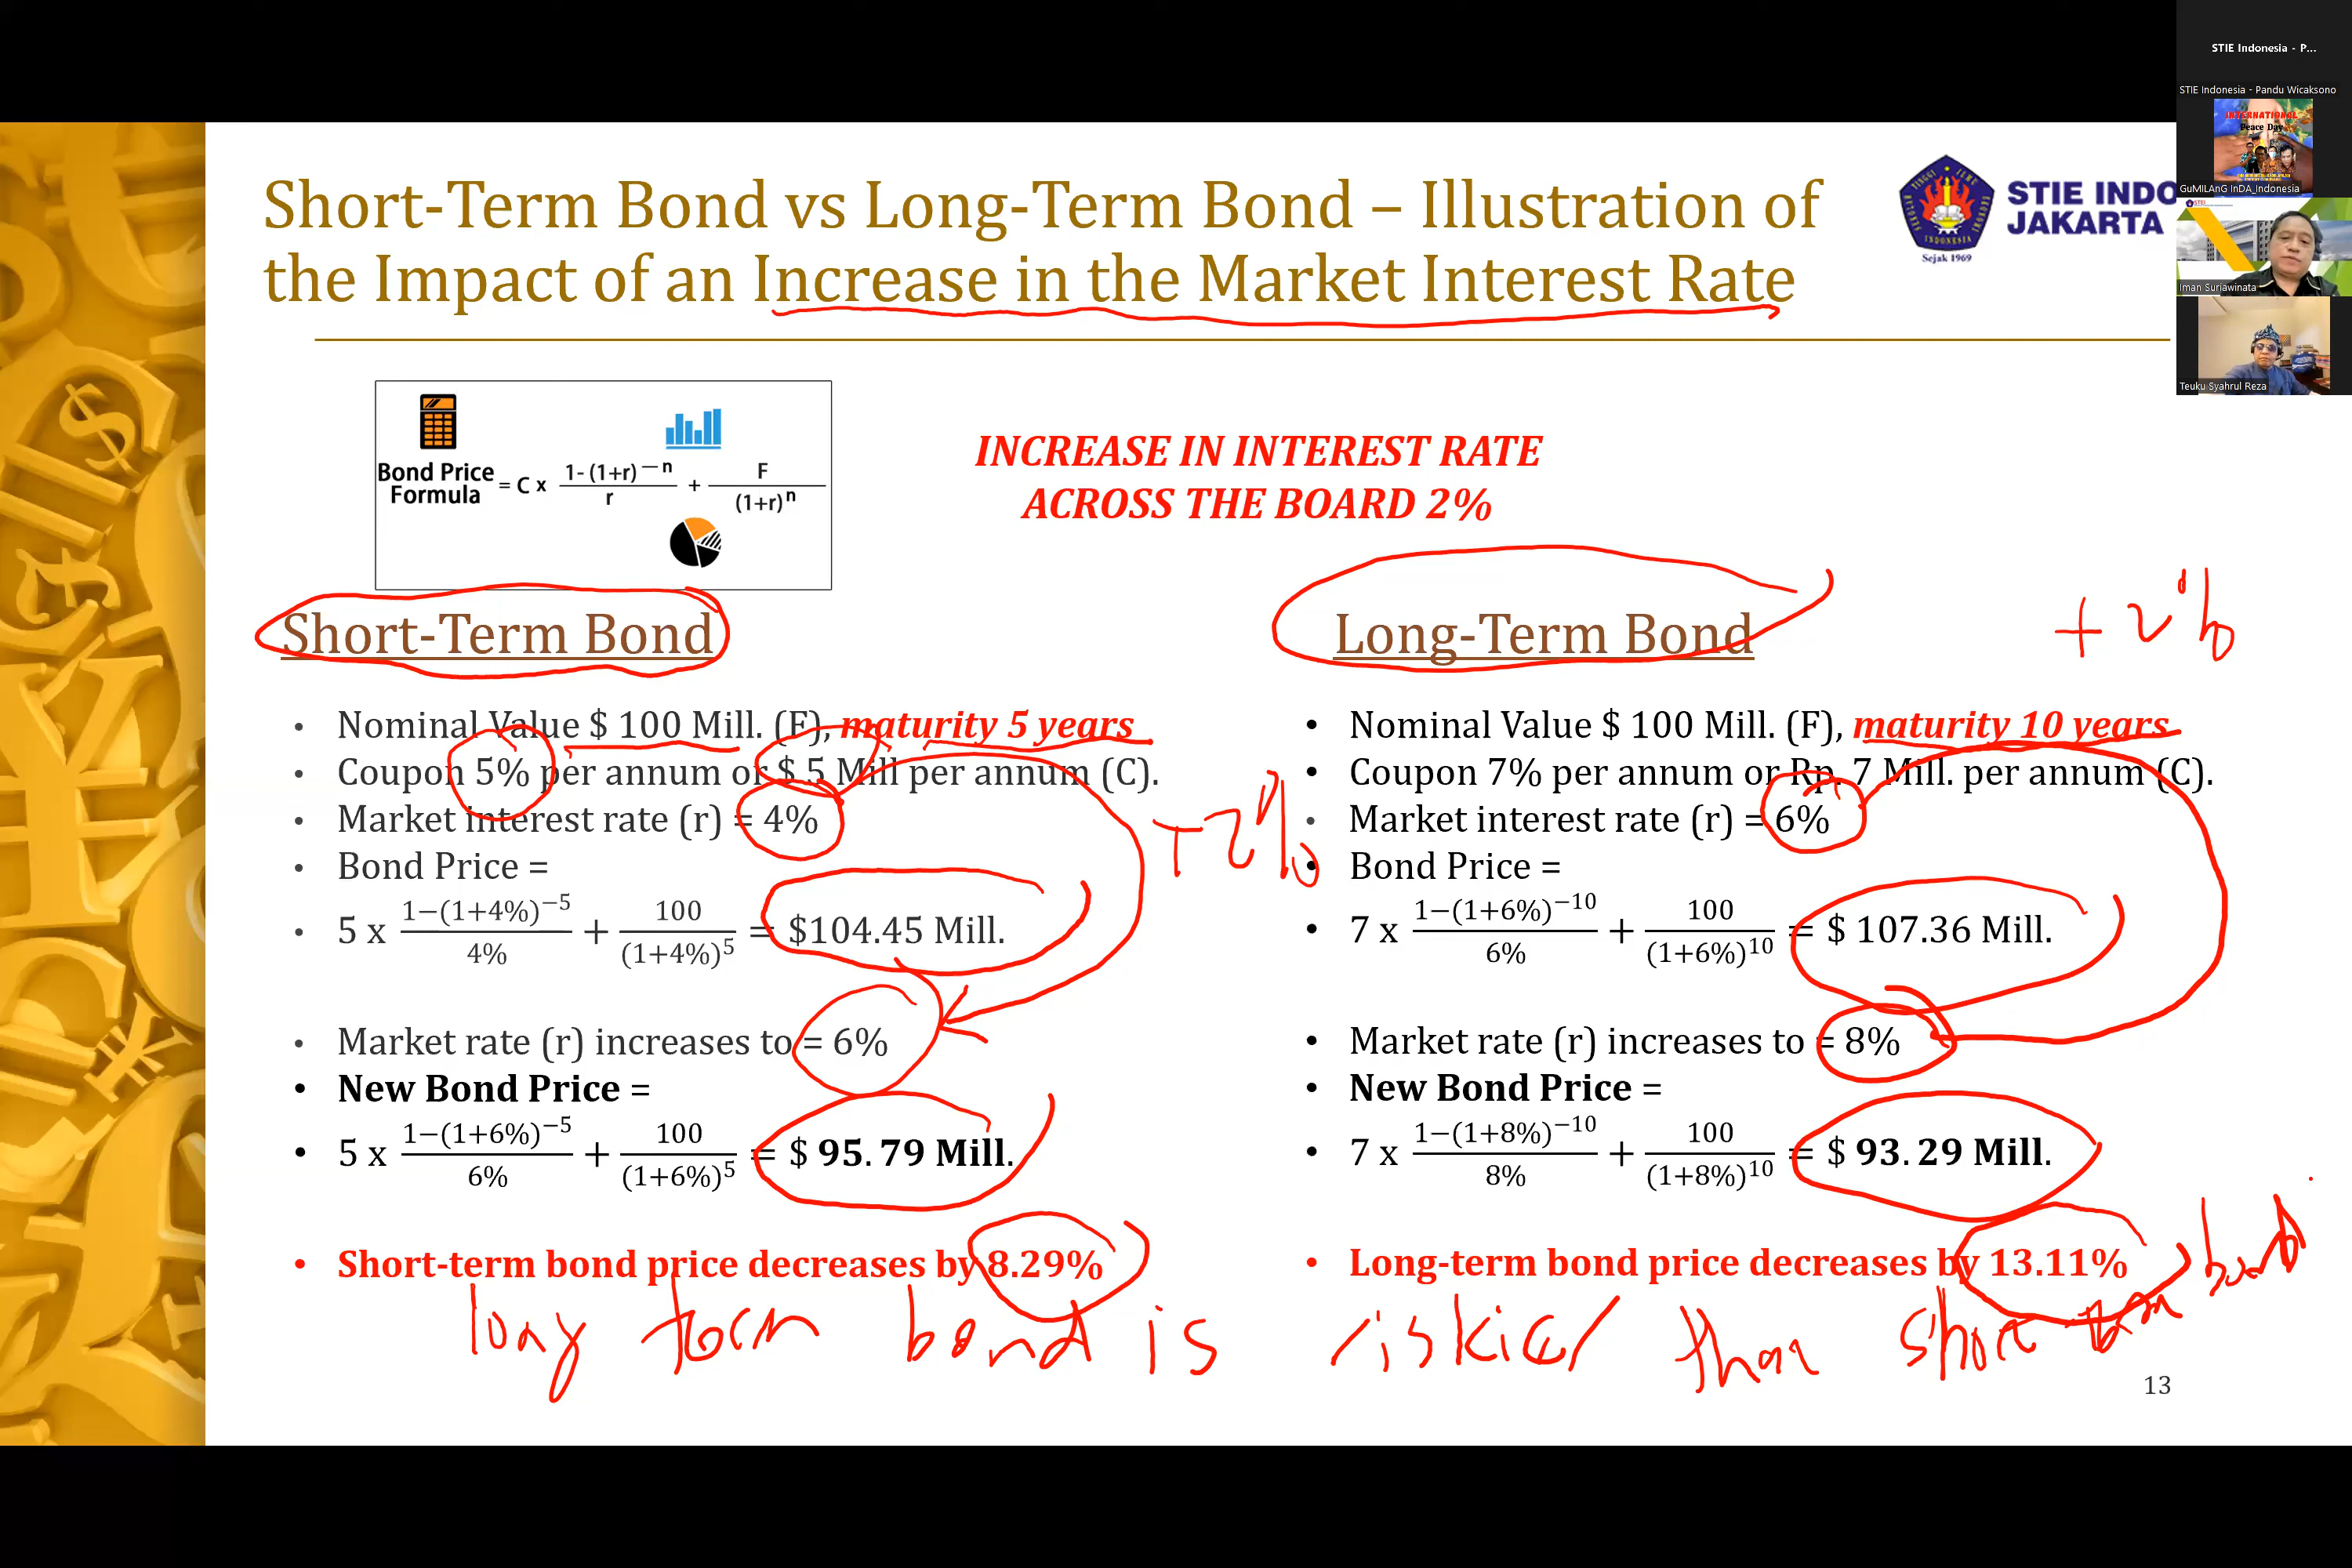 STIE Indonesia - P...
STIE Indonesia - Pandu Wicaksono
INTERNATIONAL
Peace Day
GuMILAnG InDA_Indonesia
Iman Suriawinata
Teuku Syahrul Reza
Short-Term Bond vs Long-Term Bond – Illustration of
the Impact of an Increase in the Market Interest Rate
STIE INDO
JAKARTA
Sejak 1969
Bond Price Formula = C x 1- (1+r)^—n / r + F / (1+r)^n
INCREASE IN INTEREST RATE
ACROSS THE BOARD 2%
Short-Term Bond
• Nominal Value $ 100 Mill. (F), maturity 5 years
• Coupon 5% per annum or $ 5 Mill per annum (C).
• Market interest rate (r) = 4%
• Bond Price =
• 5 x 1−(1+4%)^−5 / 4% + 100 / (1+4%)^5 = $104.45 Mill.
• Market rate (r) increases to = 6%
• New Bond Price =
• 5 x 1−(1+6%)^−5 / 6% + 100 / (1+6%)^5 = $ 95.79 Mill.
• Short-term bond price decreases by 8.29%
+2%
Long-Term Bond
+2%
• Nominal Value $ 100 Mill. (F), maturity 10 years
• Coupon 7% per annum or Rp. 7 Mill. per annum (C).
• Market interest rate (r) = 6%
• Bond Price =
• 7 x 1−(1+6%)^−10 / 6% + 100 / (1+6%)^10 = $ 107.36 Mill.
• Market rate (r) increases to = 8%
• New Bond Price =
• 7 x 1−(1+8%)^−10 / 8% + 100 / (1+8%)^10 = $ 93.29 Mill.
• Long-term bond price decreases by 13.11%
long term bond is riskier than short term bond
13